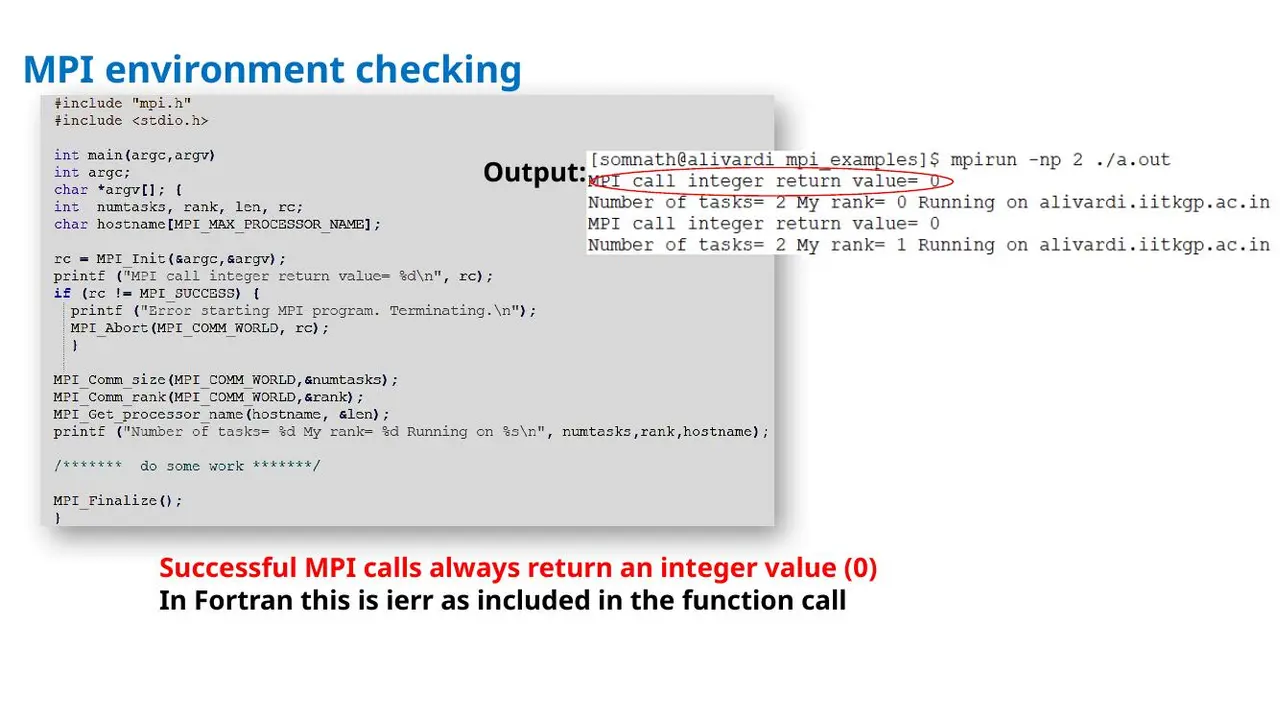 MPI environment checking
#include "mpi.h"
#include <stdio.h>
int main(argc,argv)
int argc;
char *argv[]; {
int  numtasks, rank, len, rc;
char hostname[MPI_MAX_PROCESSOR_NAME];
rc = MPI_Init(&argc,&argv);
printf ("MPI call integer return value= %d\n", rc);
if (rc != MPI_SUCCESS) {
printf ("Error starting MPI program. Terminating.\n");
MPI_Abort(MPI_COMM_WORLD, rc);
}
MPI_Comm_size(MPI_COMM_WORLD,&numtasks);
MPI_Comm_rank(MPI_COMM_WORLD,&rank);
MPI_Get_processor_name(hostname, &len);
printf ("Number of tasks= %d My rank= %d Running on %s\n", numtasks,rank,hostname);
/*******  do some work *******/
MPI_Finalize();
}
Output:
[somnath@alivardi mpi_examples]$ mpirun -np 2 ./a.out
MPI call integer return value= 0
Number of tasks= 2 My rank= 0 Running on alivardi.iitkgp.ac.in
MPI call integer return value= 0
Number of tasks= 2 My rank= 1 Running on alivardi.iitkgp.ac.in
Successful MPI calls always return an integer value (0)
In Fortran this is ierr as included in the function call